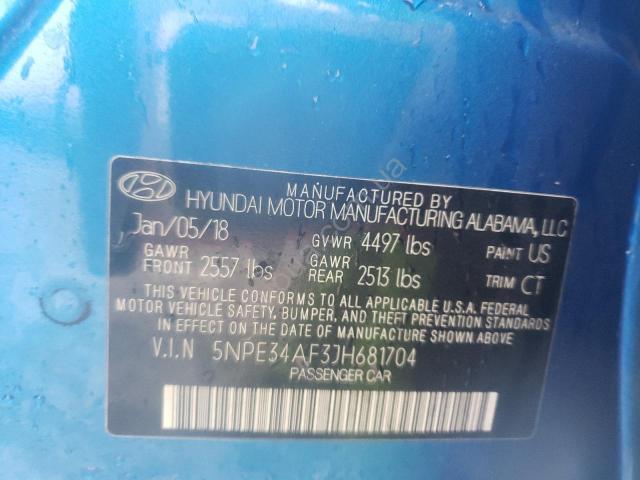 MANUFACTURED BY
HYUNDAI MOTOR MANUFACTURING ALABAMA, LLC
Jan/05/18 GVWR 4497 lbs PAINT US
GAWR FRONT 2557 lbs GAWR REAR 2513 lbs TRIM CT
THIS VEHICLE CONFORMS TO ALL APPLICABLE U.S.A. FEDERAL
MOTOR VEHICLE SAFETY, BUMPER, AND THEFT PREVENTION
STANDARDS IN EFFECT ON THE DATE OF MANUFACTURE SHOWN ABOVE.
V.I.N 5NPE34AF3JH681704
PASSENGER CAR